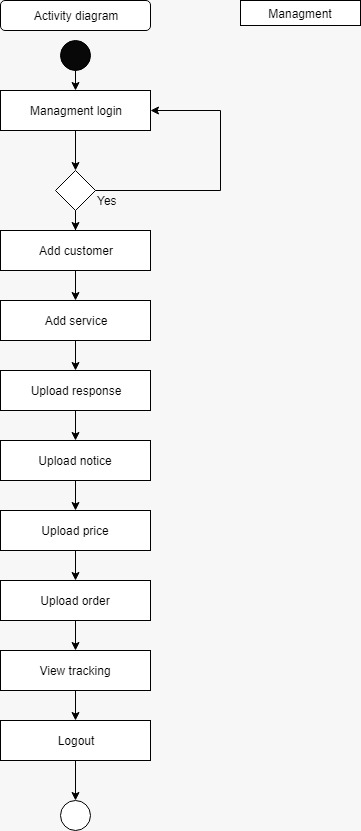 Activity diagram
Managment
Managment login
Yes
Add customer
Add service
Upload response
Upload notice
Upload price
Upload order
View tracking
Logout